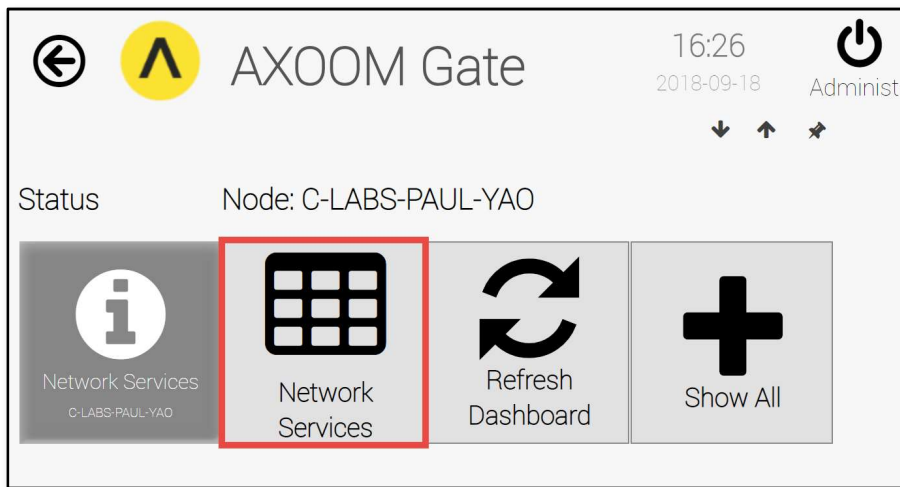 AXOOM Gate
16:26
2018-09-18
Administ
Status
Node: C-LABS-PAUL-YAO
Network Services
C-LABS-PAUL-YAO
Network
Services
Refresh
Dashboard
Show All